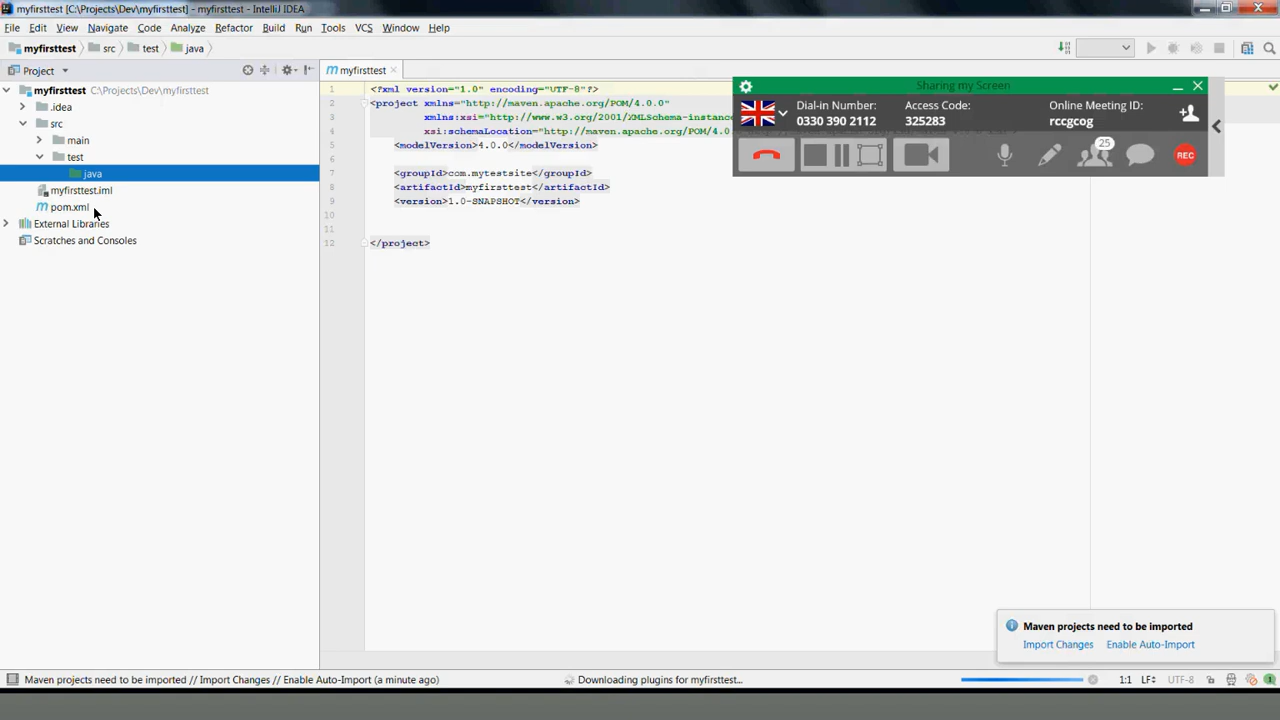 myfirsttest [C:\Projects\Dev\myfirsttest] - myfirsttest - IntelliJ IDEA
File Edit View Navigate Code Analyze Refactor Build Run Tools VCS Window Help
myfirsttest src test java
Project
myfirsttest C:\Projects\Dev\myfirsttest
.idea
src
main
test
java
myfirsttest.iml
pom.xml
External Libraries
Scratches and Consoles
myfirsttest
1 <?xml version="1.0" encoding="UTF-8"?>
2 <project xmlns="http://maven.apache.org/POM/4.0.0"
3 xmlns:xsi="http://www.w3.org/2001/XMLSchema-instanc
4 xsi:schemaLocation="http://maven.apache.org/POM/4.0
5 <modelVersion>4.0.0</modelVersion>
6
7 <groupId>com.mytestsite</groupId>
8 <artifactId>myfirsttest</artifactId>
9 <version>1.0-SNAPSHOT</version>
10
11
12 </project>
Sharing my Screen
Dial-in Number: Access Code: Online Meeting ID:
0330 390 2112 325283 rccgcog
25
REC
Maven projects need to be imported
Import Changes Enable Auto-Import
Maven projects need to be imported // Import Changes // Enable Auto-Import (a minute ago) Downloading plugins for myfirsttest... 1:1 LF UTF-8 1